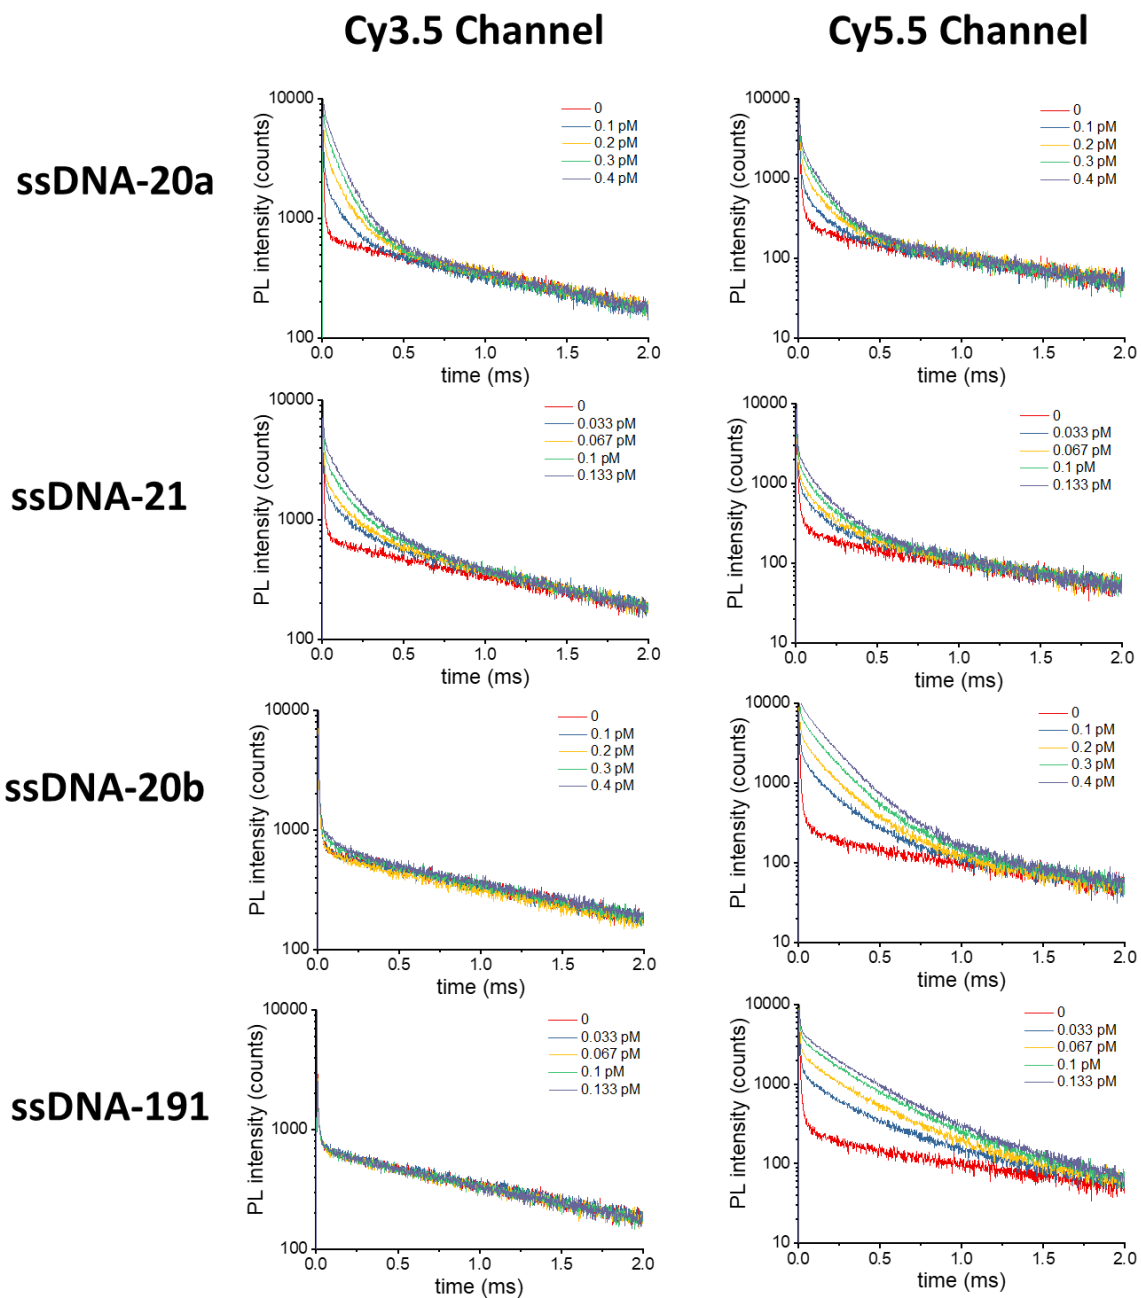 Cy3.5 Channel
Cy5.5 Channel
ssDNA-20a
PL intensity (counts)
10000
1000
100
0.0 0.5 1.0 1.5 2.0
time (ms)
0
0.1 pM
0.2 pM
0.3 pM
0.4 pM
PL intensity (counts)
10000
1000
100
10
0.0 0.5 1.0 1.5 2.0
time (ms)
0
0.1 pM
0.2 pM
0.3 pM
0.4 pM
ssDNA-21
PL intensity (counts)
10000
1000
100
0.0 0.5 1.0 1.5 2.0
time (ms)
0
0.033 pM
0.067 pM
0.1 pM
0.133 pM
PL intensity (counts)
10000
1000
100
10
0.0 0.5 1.0 1.5 2.0
time (ms)
0
0.033 pM
0.067 pM
0.1 pM
0.133 pM
ssDNA-20b
PL intensity (counts)
10000
1000
100
0.0 0.5 1.0 1.5 2.0
time (ms)
0
0.1 pM
0.2 pM
0.3 pM
0.4 pM
PL intensity (counts)
10000
1000
100
10
0.0 0.5 1.0 1.5 2.0
time (ms)
0
0.1 pM
0.2 pM
0.3 pM
0.4 pM
ssDNA-191
PL intensity (counts)
10000
1000
100
0.0 0.5 1.0 1.5 2.0
time (ms)
0
0.033 pM
0.067 pM
0.1 pM
0.133 pM
PL intensity (counts)
10000
1000
100
10
0.0 0.5 1.0 1.5 2.0
time (ms)
0
0.033 pM
0.067 pM
0.1 pM
0.133 pM